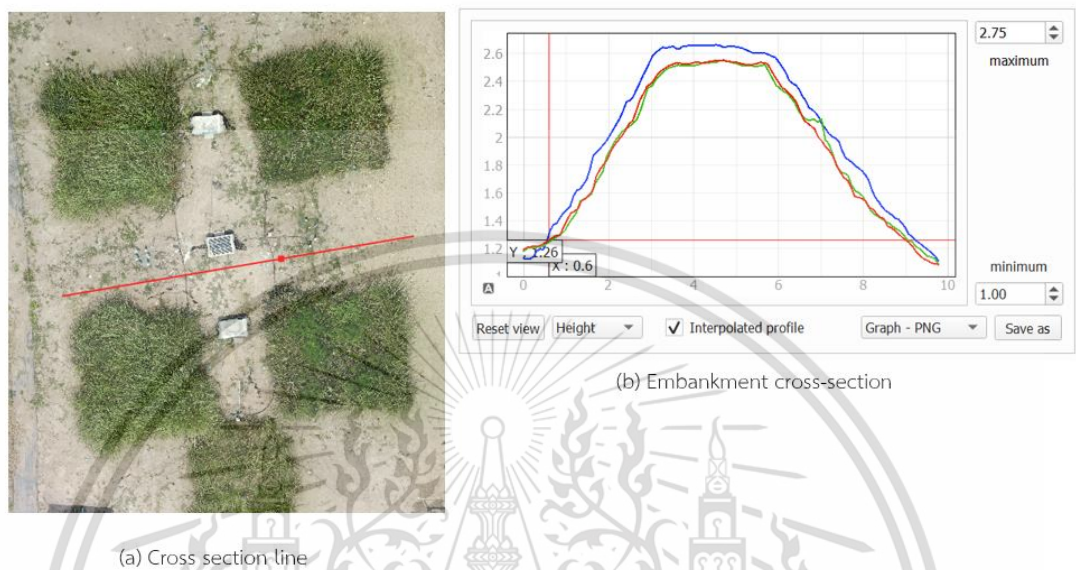 2.75
maximum
2.6
2.4
2.2
2
1.8
1.6
1.4
1.2
Y : 1.26
X : 0.6
0
2
4
6
8
10
A
minimum
1.00
Reset view
Height
Interpolated profile
Graph - PNG
Save as
(b) Embankment cross-section
(a) Cross section line